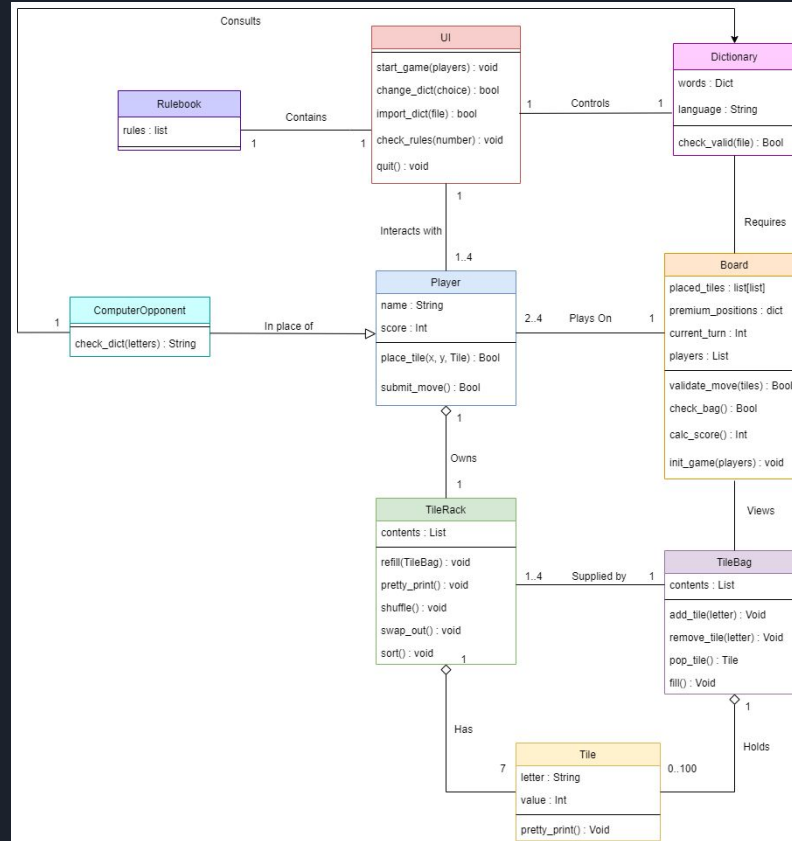 Consults
UI
start_game(players) : void
change_dict(choice) : bool
import_dict(file) : bool
check_rules(number) : void
quit() : void
Dictionary
words : Dict
language : String
check_valid(file) : Bool
Rulebook
rules : list
Contains
1
1
1
Controls
1
1
Interacts with
1..4
Requires
Player
name : String
score : Int
place_tile(x, y, Tile) : Bool
submit_move() : Bool
Board
placed_tiles : list[list]
premium_positions : dict
current_turn : Int
players : List
validate_move(tiles) : Bool
check_bag() : Bool
calc_score() : Int
init_game(players) : void
ComputerOpponent
check_dict(letters) : String
1
In place of
2..4
Plays On
1
1
Owns
1
Views
TileRack
contents : List
refill(TileBag) : void
pretty_print() : void
shuffle() : void
swap_out() : void
sort() : void
1..4
Supplied by
1
TileBag
contents : List
add_tile(letter) : Void
remove_tile(letter) : Void
pop_tile() : Tile
fill() : Void
1
1
Has
Holds
7
0..100
Tile
letter : String
value : Int
pretty_print() : Void